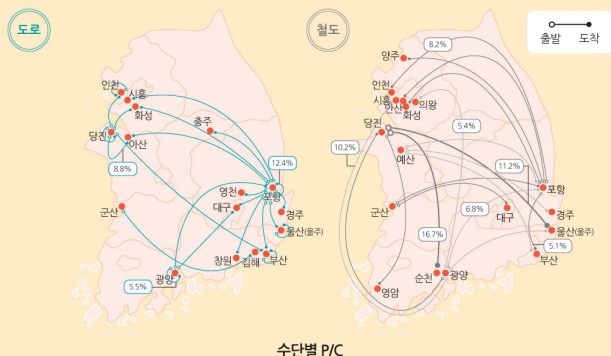 도로
인천
시흥
화성
당진
아산
충주
8.8%
12.4%
영천
포항
대구
군산
경주
울산(울주)
창원
김해
부산
광양
5.5%
철도
출발
도착
양주
8.2%
인천
시흥
안산
의왕
화성
당진
5.4%
10.2%
예산
11.2%
포항
6.8%
군산
대구
경주
울산(울주)
16.7%
5.1%
부산
순천
광양
영암
수단별 P/C